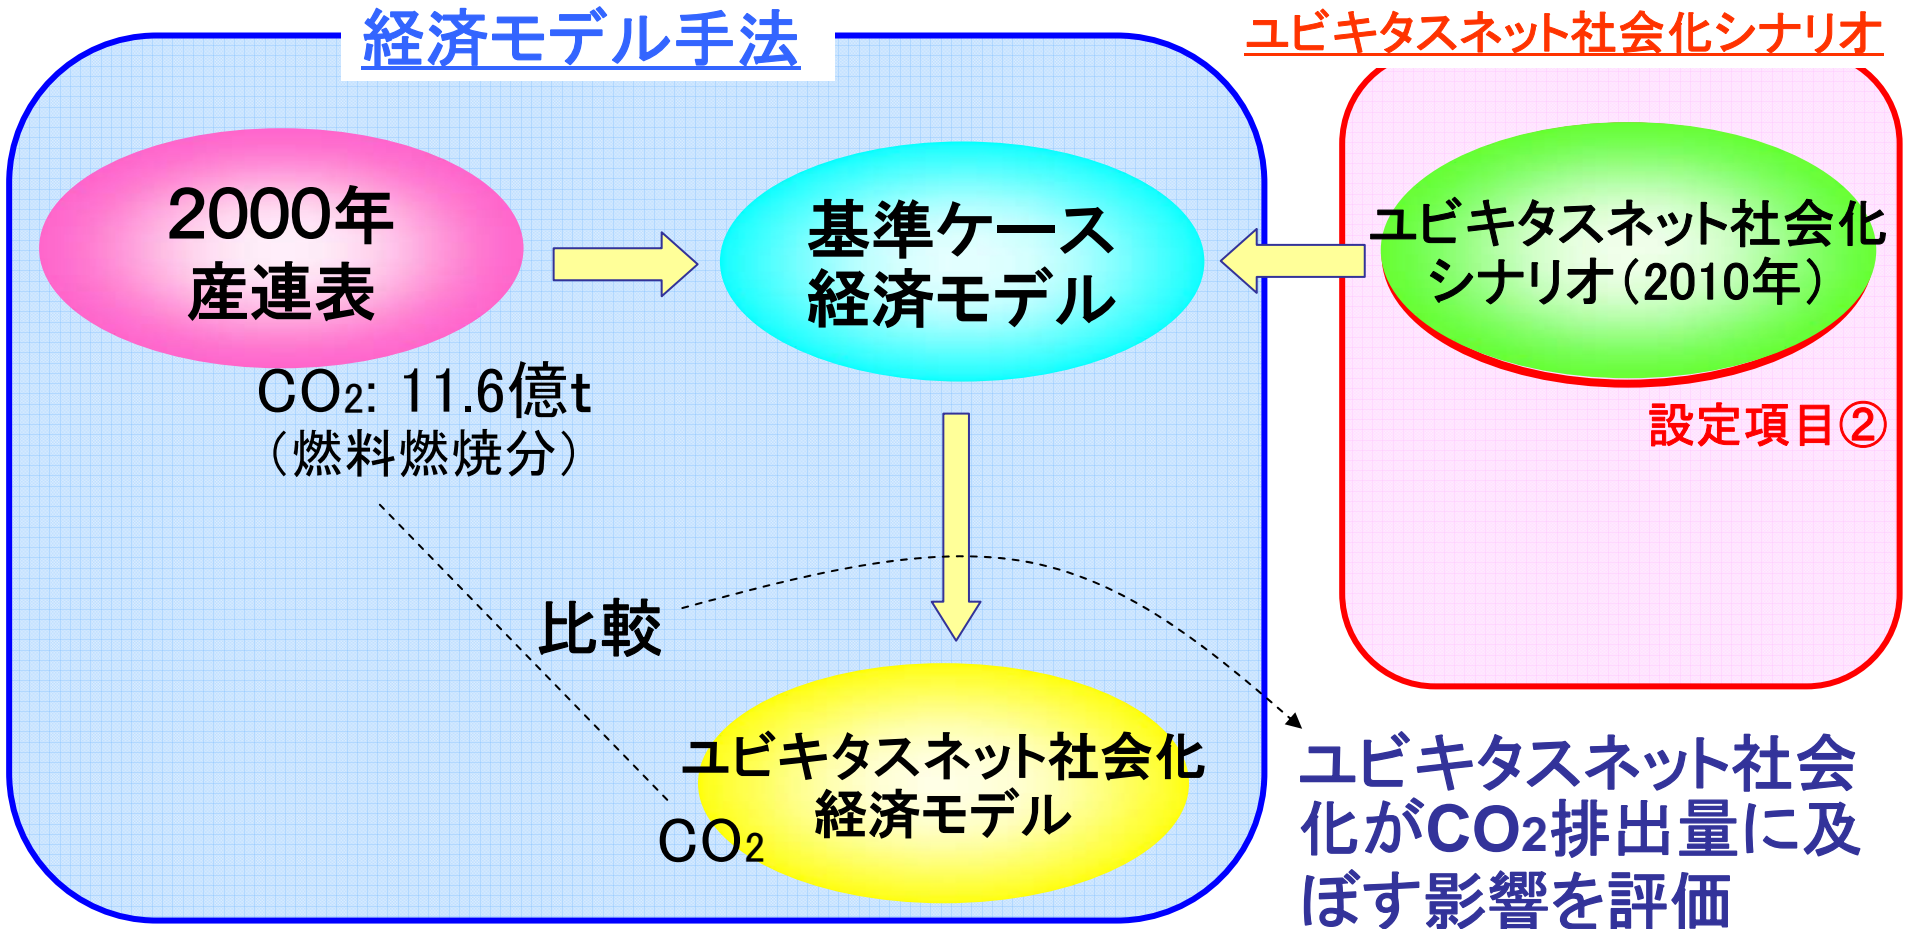 経済モデル手法
ユビキタスネット社会化シナリオ
2000年
産連表
基準ケース
経済モデル
ユビキタスネット社会化
シナリオ（2010年）
CO₂: 11.6億t
（燃料燃焼分）
設定項目②
比較
ユビキタスネット社会化
経済モデル
CO₂
ユビキタスネット社会
化がCO₂排出量に及
ぼす影響を評価